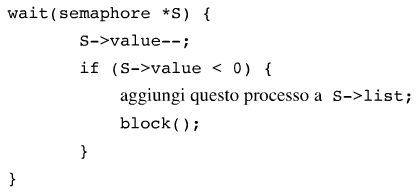 wait(semaphore *S) {
        S->value--;
        if (S->value < 0) {
            aggiungi questo processo a S->list;
            block();
        }
}